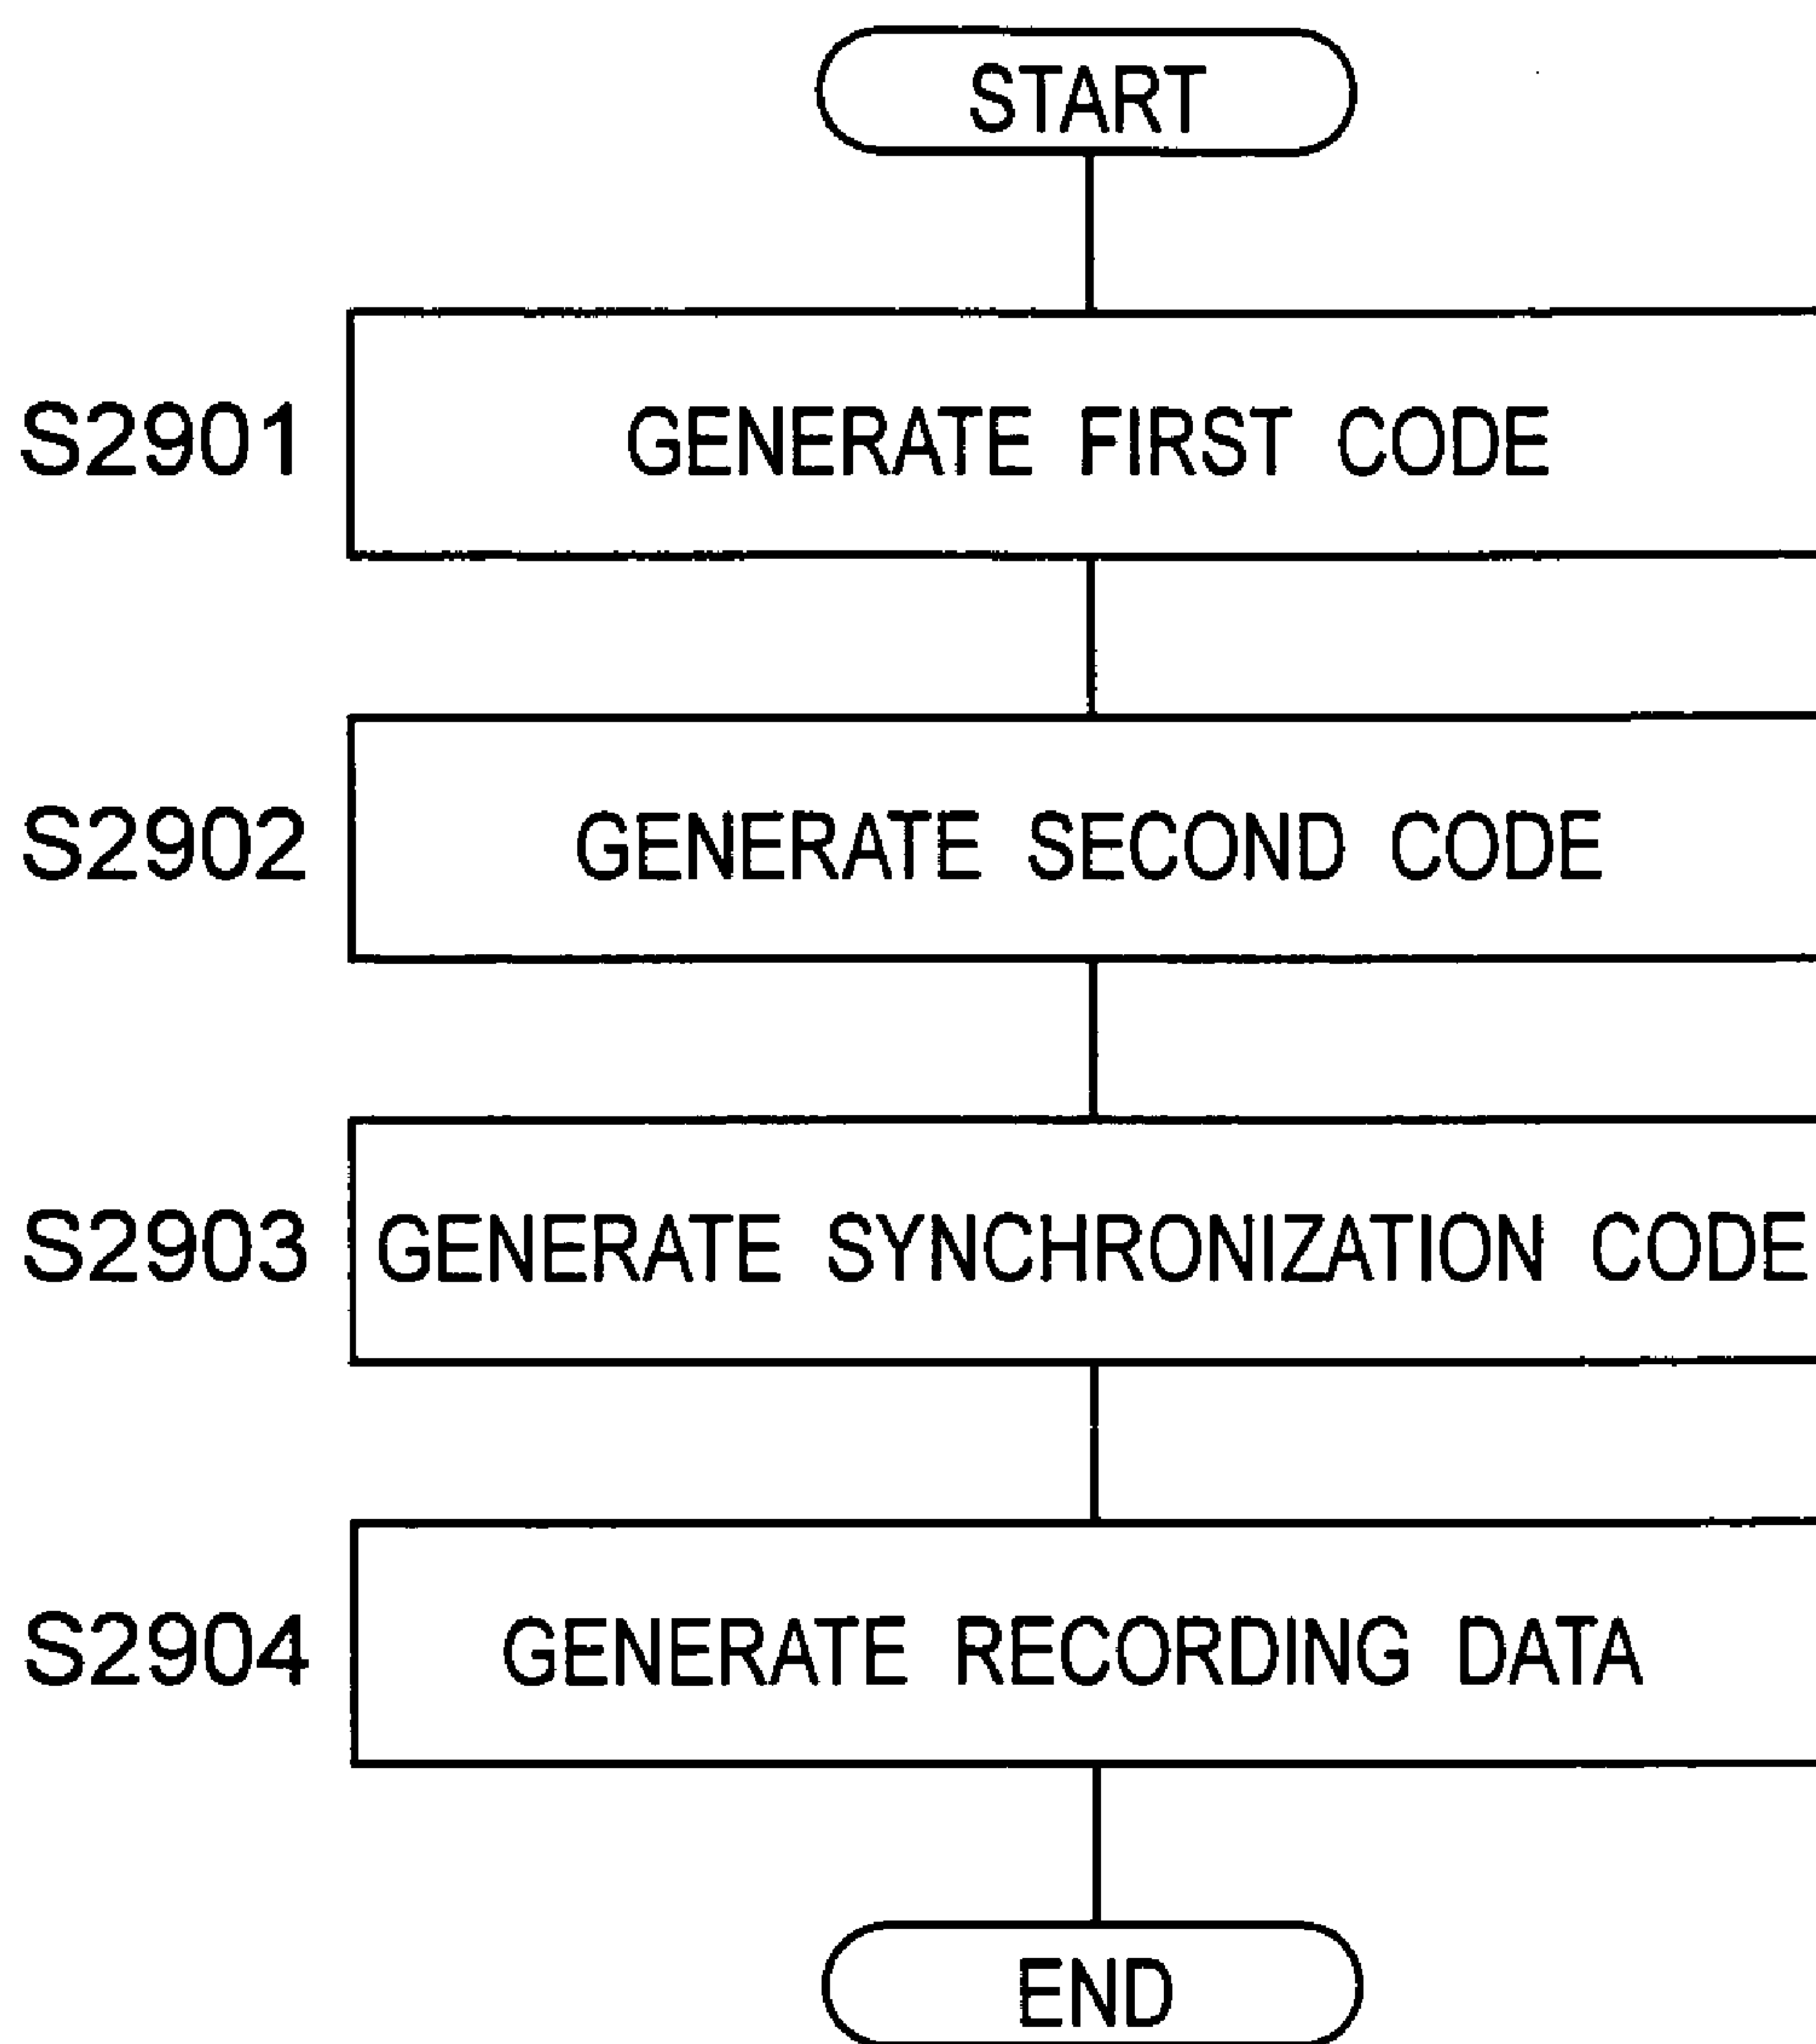 START
S2901 GENERATE FIRST CODE
S2902 GENERATE SECOND CODE
S2903 GENERATE SYNCHRONIZATION CODE
S2904 GENERATE RECORDING DATA
END